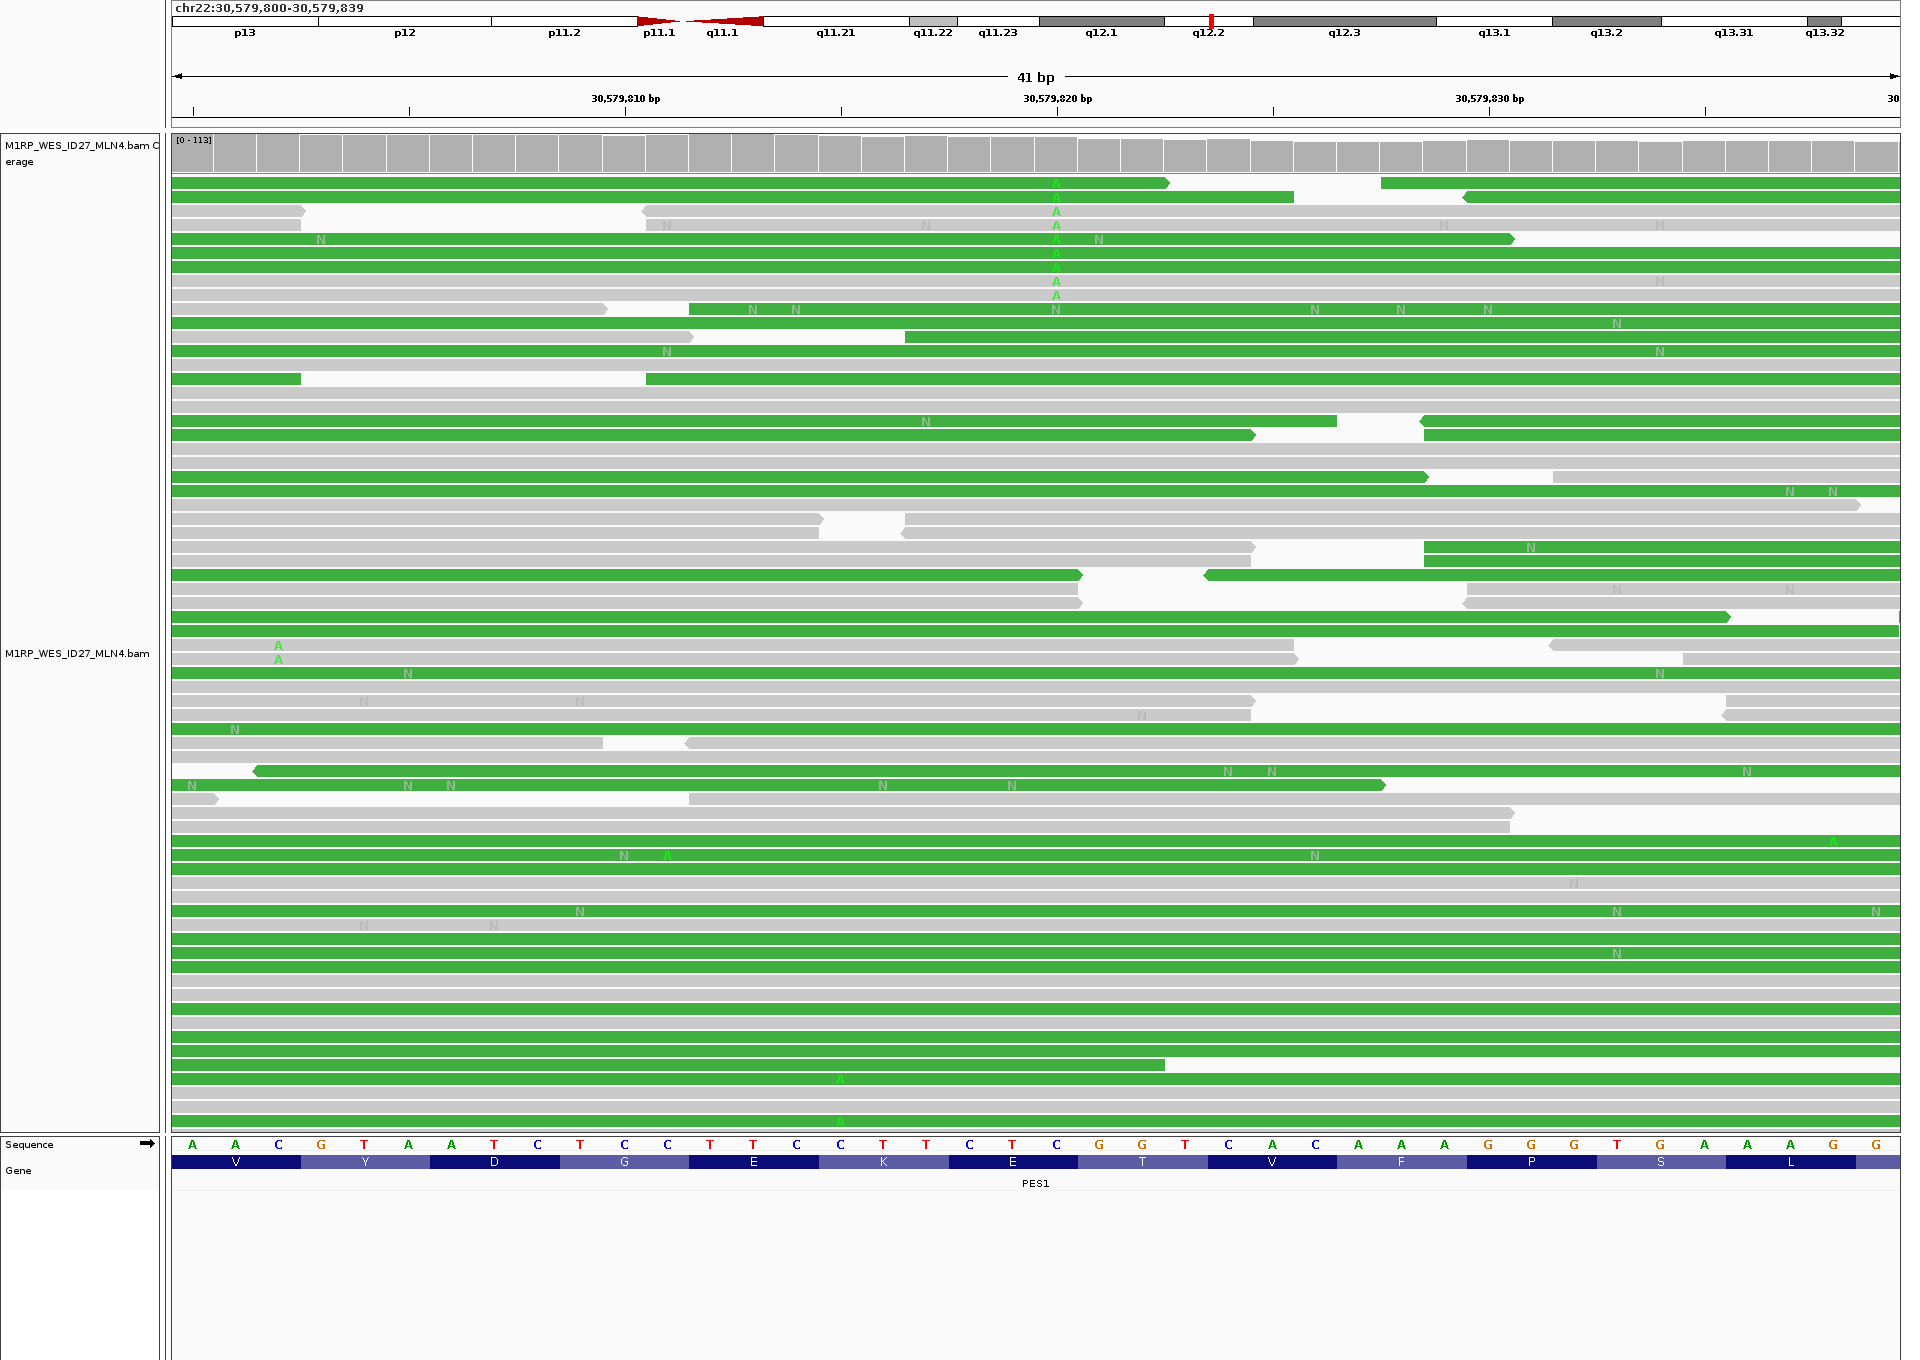 chr22:30,579,800-30,579,839
p13 p12 p11.2 p11.1 q11.1 q11.21 q11.22 q11.23 q12.1 q12.2 q12.3 q13.1 q13.2 q13.31 q13.32
41 bp
30,579,810 bp 30,579,820 bp 30,579,830 bp 30
M1RP_WES_ID27_MLN4.bam C
erage
[0 - 113]
A
A
A
N N A N N
N A N
A
A
A N
A
N N N N N N
N
N N
N
N N
N
N N
A
A
N N
N N
N
N
N N N
N N N N N
A
N A N
N
N N N
N N
N
A
A
M1RP_WES_ID27_MLN4.bam
Sequence A A C G T A A T C T C C T T C C T T C T C G G T C A C A A A G G G T G A A A G G
Gene V Y D G E K E T V F P S L
PES1